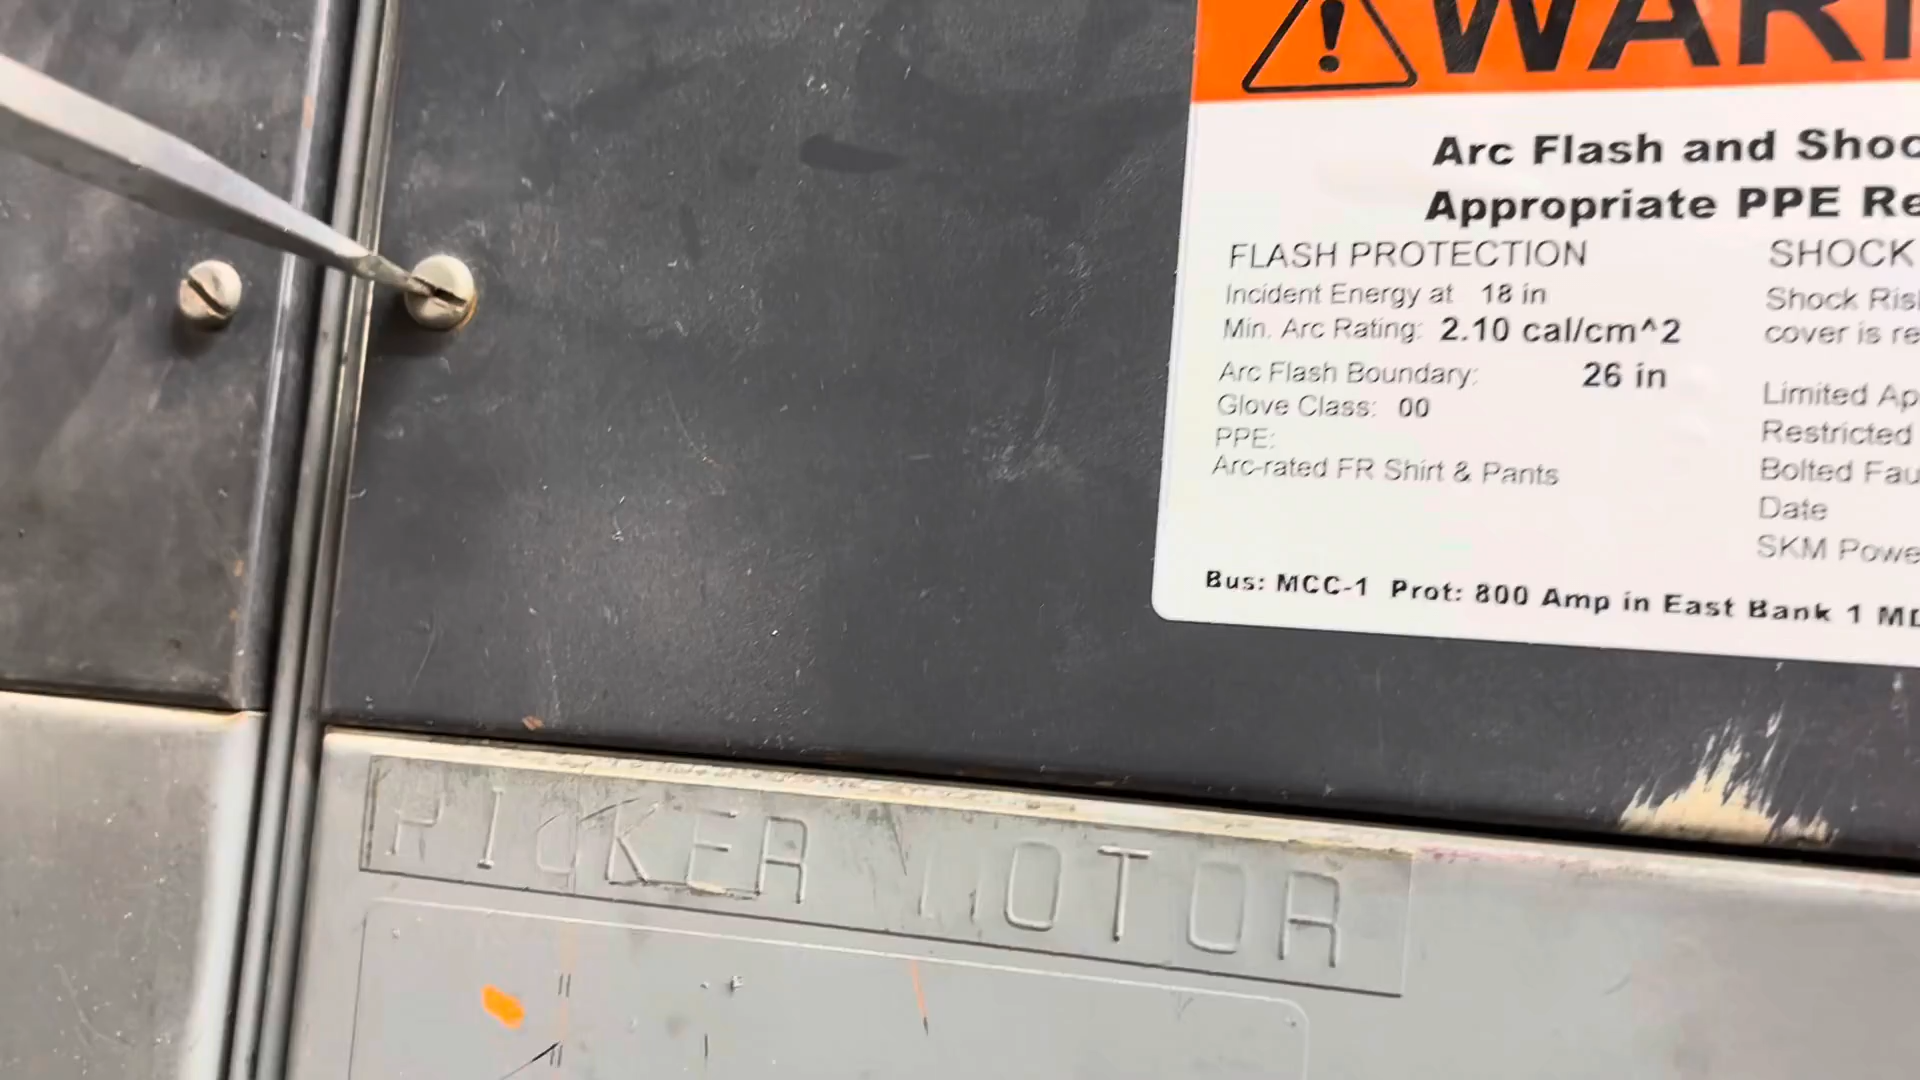 WARI
Arc Flash and Shoc
Appropriate PPE Re
FLASH PROTECTION
Incident Energy at 18 in
Min. Arc Rating: 2.10 cal/cm^2
Arc Flash Boundary: 26 in
Glove Class: 00
PPE:
Arc-rated FR Shirt & Pants
SHOCK
Shock Risk
cover is re
Limited Ap
Restricted
Bolted Fau
Date
SKM Powe
Bus: MCC-1 Prot: 800 Amp in East Bank 1 MD
PICKER MOTOR